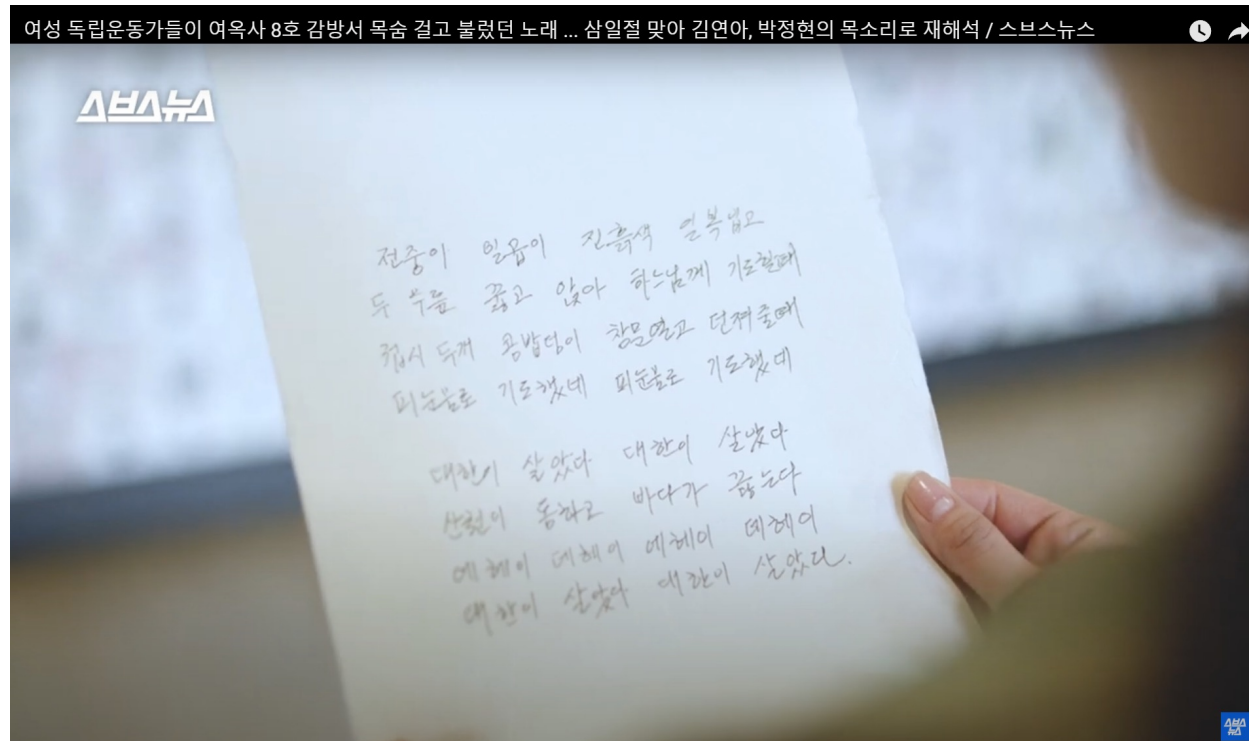 여성 독립운동가들이 여옥사 8호 감방서 목숨 걸고 불렀던 노래 ... 삼일절 맞아 김연아, 박정현의 목소리로 재해석 / 스브스뉴스
스브스뉴스
전중이 일곱이 진흙색 일복입고
두 무릎 꿇고 앉아 하느님께 기도할때
접시 두개 콩밥덩이 창문열고 던져줄때
피눈물로 기도했네 피눈물로 기도했네
대한이 살았다 대한이 살았다
산천이 동하고 바다가 끓는다
에헤이 데헤이 에헤이 데헤이
대한이 살았다 대한이 살았다.
스브스
뉴스